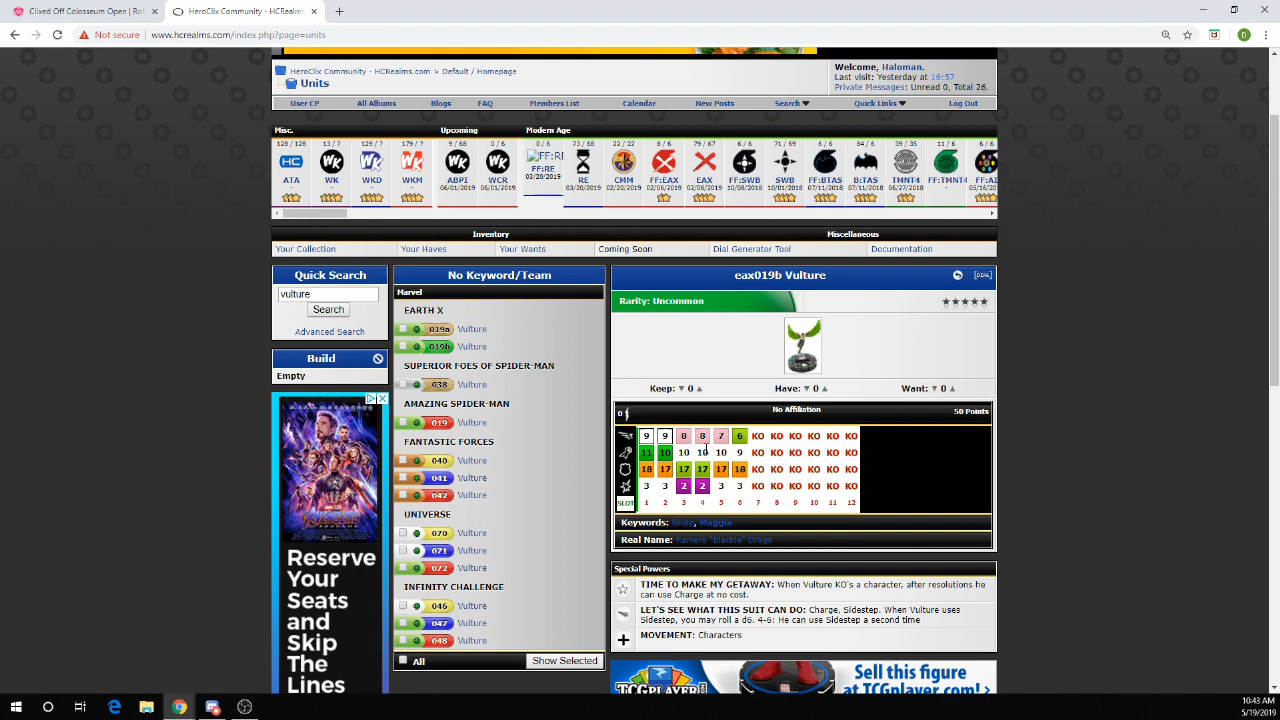 Clixed Off Colosseum Open | Rol
HeroClix Community - HCRealms.c
Not secure
www.hcrealms.com/index.php?page=units
HeroClix Community - HCRealms.com > Default / Homepage
Units
Welcome, Haloman.
Last visit: Yesterday at 16:57
Private Messages: Unread 0, Total 26.
User CP All Albums Blogs FAQ Members List Calendar New Posts Search Quick Links Log Out
Misc. Upcoming Modern Age
128 / 128 13 / ? 129 / ? 179 / ? 9 / 68 0 / 6 0 / 6 73 / 68 22 / 22 8 / 6 79 / 67 6 / 6 71 / 69 6 / 6 84 / 6 39 / 35 11 / 6 6 / 6
HC WK WK WK WK WK FF:RE
ATA WK WKD WKM ABPI WCR FF:RE RE CMM FF:EAX EAX FF:SWB SWB FF:BTAS B:TAS TMNT4 FF:TMNT4 FF:AI
- - - - 06/01/2019 06/01/2019 03/20/2019 03/20/2019 02/20/2019 02/06/2019 02/06/2019 10/08/2018 10/01/2018 07/11/2018 07/11/2018 06/27/2018 - 05/16/20
Inventory Miscellaneous
Your Collection Your Haves Your Wants Coming Soon Dial Generator Tool Documentation
Quick Search
vulture
Search
Advanced Search
Build
Empty
Reserve
Your
Seats
and
Skip
The
Lines
No Keyword/Team
Marvel
EARTH X
019a Vulture
019b Vulture
SUPERIOR FOES OF SPIDER-MAN
038 Vulture
AMAZING SPIDER-MAN
019 Vulture
FANTASTIC FORCES
040 Vulture
041 Vulture
042 Vulture
UNIVERSE
070 Vulture
071 Vulture
072 Vulture
INFINITY CHALLENGE
046 Vulture
047 Vulture
048 Vulture
All Show Selected
eax019b Vulture [DIAL]
Rarity: Uncommon
Keep: 0 Have: 0 Want: 0
0 No Affiliation 50 Points
9 9 8 8 7 6 KO KO KO KO KO KO
11 10 10 10 10 9 KO KO KO KO KO KO
18 17 17 17 17 18 KO KO KO KO KO KO
3 3 2 2 3 3 KO KO KO KO KO KO
SLOT 1 2 3 4 5 6 7 8 9 10 11 12
Keywords: Brute, Maggia
Real Name: Raniero "Blackie" Drago
Special Powers
TIME TO MAKE MY GETAWAY: When Vulture KO's a character, after resolutions he
can use Charge at no cost.
LET'S SEE WHAT THIS SUIT CAN DO: Charge, Sidestep. When Vulture uses
Sidestep, you may roll a d6. 4-6: He can use Sidestep a second time
MOVEMENT: Characters
TCGPLAYER.COM
Sell this figure
at TCGplayer.com!
10:43 AM
5/19/2019